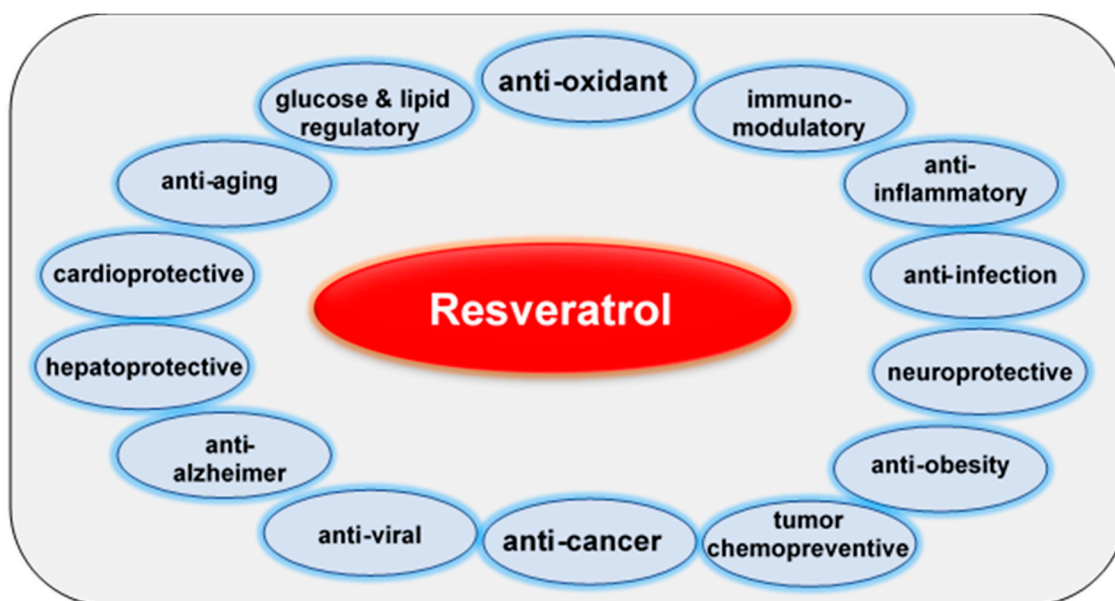 anti-oxidant
glucose & lipid
regulatory
immuno-
modulatory
anti-aging
anti-
inflammatory
cardioprotective
anti-infection
Resveratrol
hepatoprotective
neuroprotective
anti-
alzheimer
anti-obesity
anti-viral
anti-cancer
tumor
chemopreventive